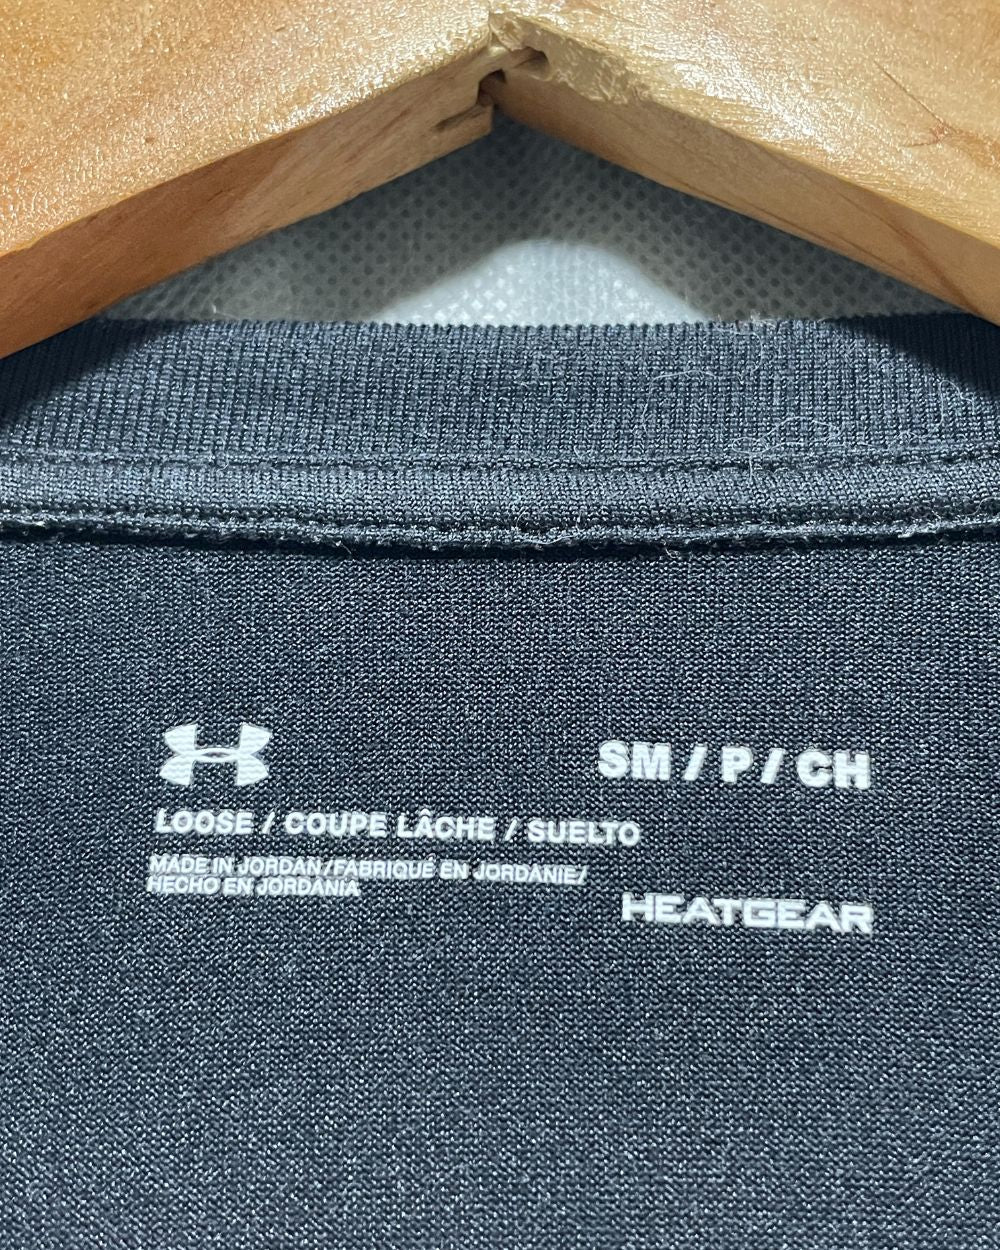 SM / P / CH
LOOSE / COUPE LÂCHE / SUELTO
MADE IN JORDAN/FABRIQUÉ EN JORDANIE/
HECHO EN JORDANIA
HEATGEAR